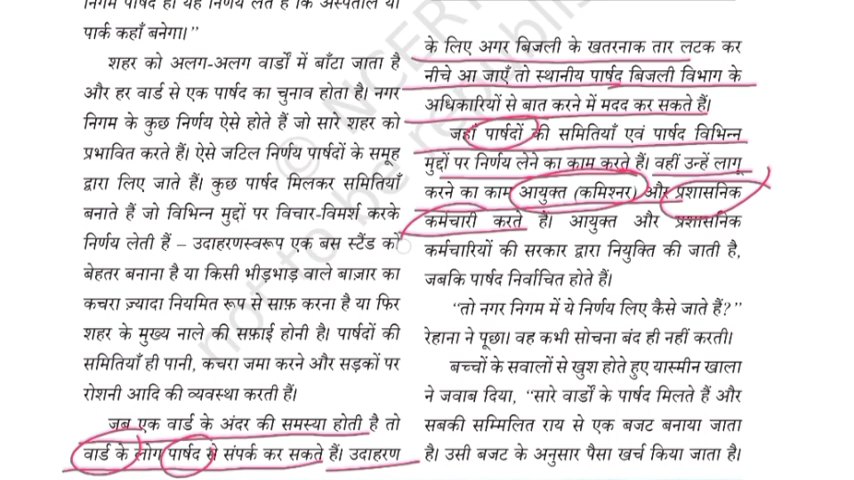 निगम पार्षद ही यह निर्णय लेते हैं कि अस्पताल या
पार्क कहाँ बनेगा।”
शहर को अलग-अलग वार्डों में बाँटा जाता है
और हर वार्ड से एक पार्षद का चुनाव होता है। नगर
निगम के कुछ निर्णय ऐसे होते हैं जो सारे शहर को
प्रभावित करते हैं। ऐसे जटिल निर्णय पार्षदों के समूह
द्वारा लिए जाते हैं। कुछ पार्षद मिलकर समितियाँ
बनाते हैं जो विभिन्न मुद्दों पर विचार-विमर्श करके
निर्णय लेती हैं – उदाहरणस्वरूप एक बस स्टैंड को
बेहतर बनाना है या किसी भीड़भाड़ वाले बाज़ार का
कचरा ज़्यादा नियमित रूप से साफ़ करना है या फिर
शहर के मुख्य नाले की सफ़ाई होनी है। पार्षदों की
समितियाँ ही पानी, कचरा जमा करने और सड़कों पर
रोशनी आदि की व्यवस्था करती हैं।
जब एक वार्ड के अंदर की समस्या होती है तो
वार्ड के लोग पार्षद से संपर्क कर सकते हैं। उदाहरण
के लिए अगर बिजली के खतरनाक तार लटक कर
नीचे आ जाएँ तो स्थानीय पार्षद बिजली विभाग के
अधिकारियों से बात करने में मदद कर सकते हैं।
जहाँ पार्षदों की समितियाँ एवं पार्षद विभिन्न
मुद्दों पर निर्णय लेने का काम करते हैं। वहीं उन्हें लागू
करने का काम आयुक्त (कमिश्नर) और प्रशासनिक
कर्मचारी करते हैं। आयुक्त और प्रशासनिक
कर्मचारियों की सरकार द्वारा नियुक्ति की जाती है,
जबकि पार्षद निर्वाचित होते हैं।
“तो नगर निगम में ये निर्णय लिए कैसे जाते हैं?”
रेहाना ने पूछा। वह कभी सोचना बंद ही नहीं करती।
बच्चों के सवालों से खुश होते हुए यास्मीन खाला
ने जवाब दिया, “सारे वार्डों के पार्षद मिलते हैं और
सबकी सम्मिलित राय से एक बजट बनाया जाता
है। उसी बजट के अनुसार पैसा खर्च किया जाता है।
© NCERT
not to be republis